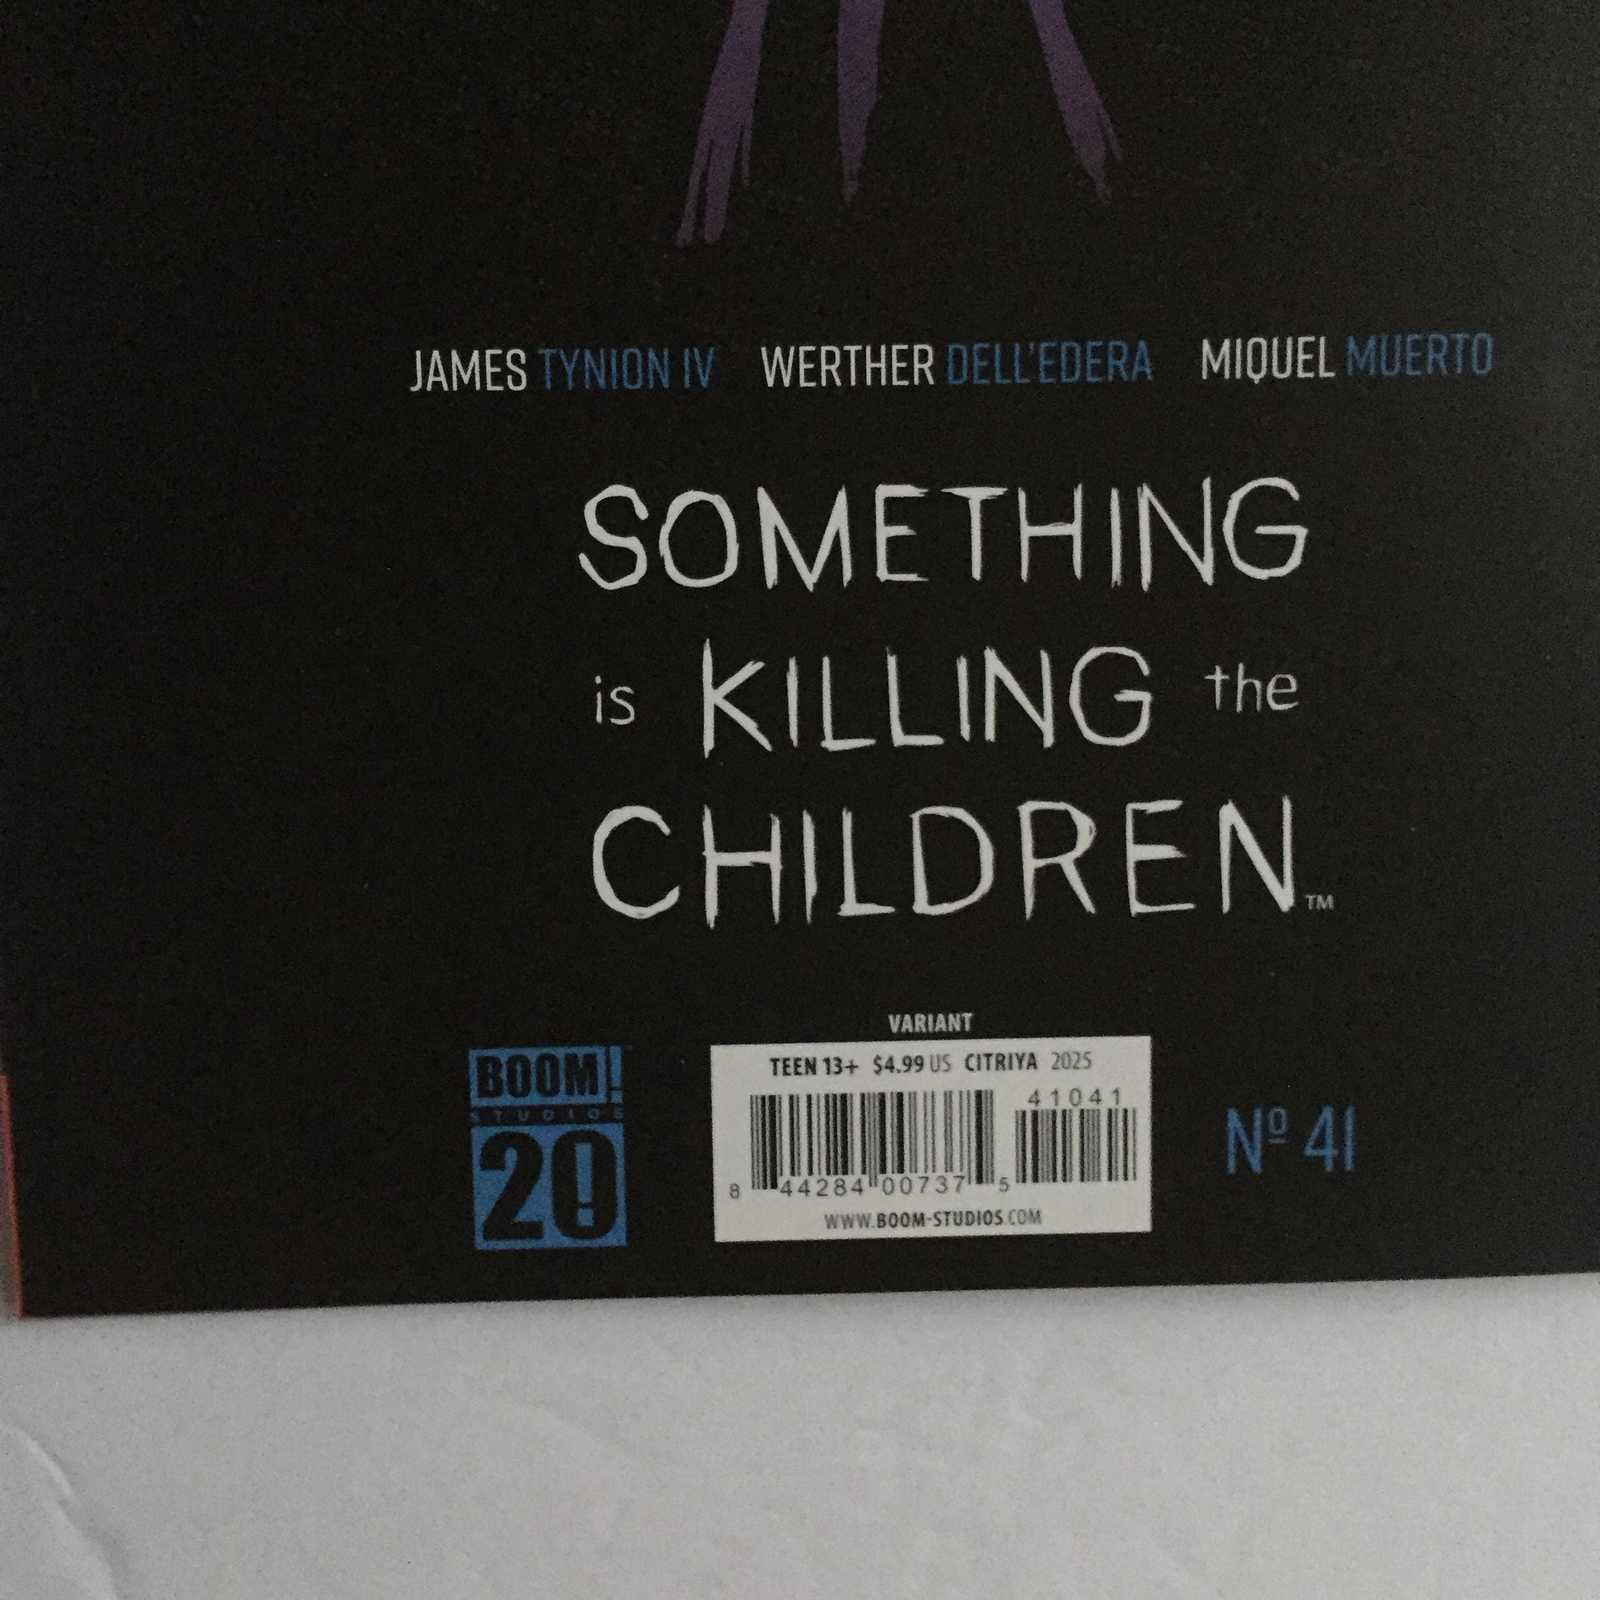 JAMES TYNION IV WERTHER DELL'EDERA MIQUEL MUERTO
SOMETHING
is KILLING the
CHILDREN™
VARIANT
BOOM!
STUDIOS
20
TEEN 13+ $4.99 US CITRIYA 2025
41041
8 44284 00737 5
WWW.BOOM-STUDIOS.COM
Nº 41